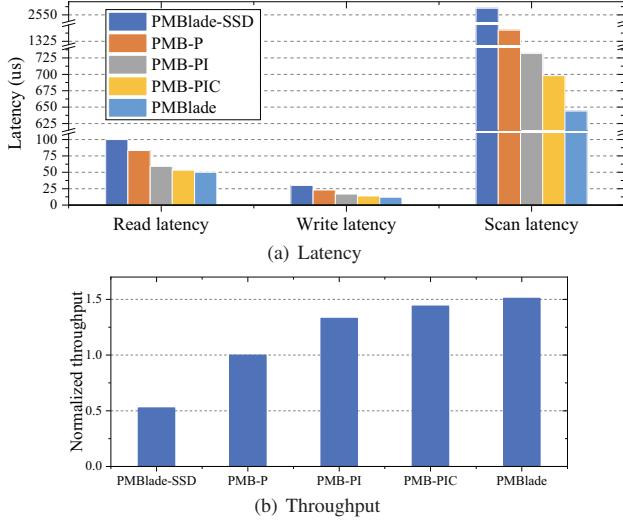 2550
1325
725
700
675
650
625
100
75
50
25
0
Latency (us)
PMBlade-SSD
PMB-P
PMB-PI
PMB-PIC
PMBlade
Read latency
Write latency
Scan latency
(a) Latency
1.5
1.0
0.5
0.0
Normalized throughput
PMBlade-SSD
PMB-P
PMB-PI
PMB-PIC
PMBlade
(b) Throughput